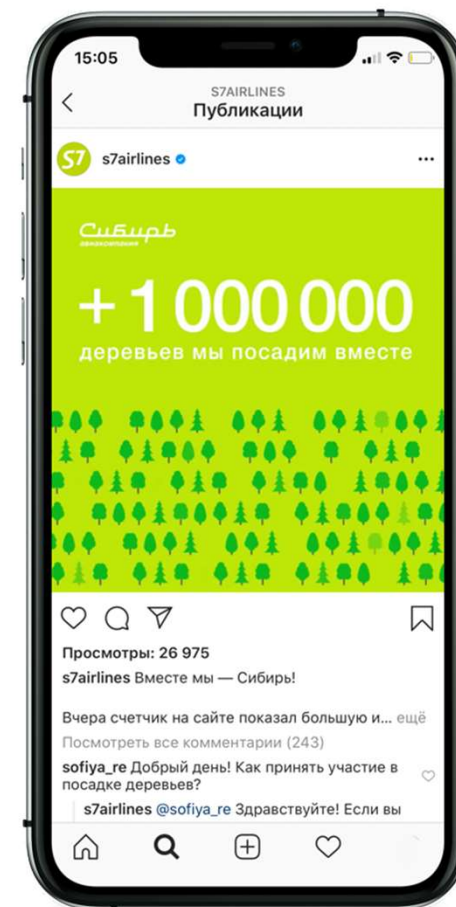 15:05
S7AIRLINES
Публикации
S7 s7airlines
Сибирь
авиакомпания
+1 000 000
деревьев мы посадим вместе
Просмотры: 26 975
s7airlines Вместе мы — Сибирь!
Вчера счетчик на сайте показал большую и... ещё
Посмотреть все комментарии (243)
sofiya_re Добрый день! Как принять участие в
посадке деревьев?
s7airlines @sofiya_re Здравствуйте! Если вы